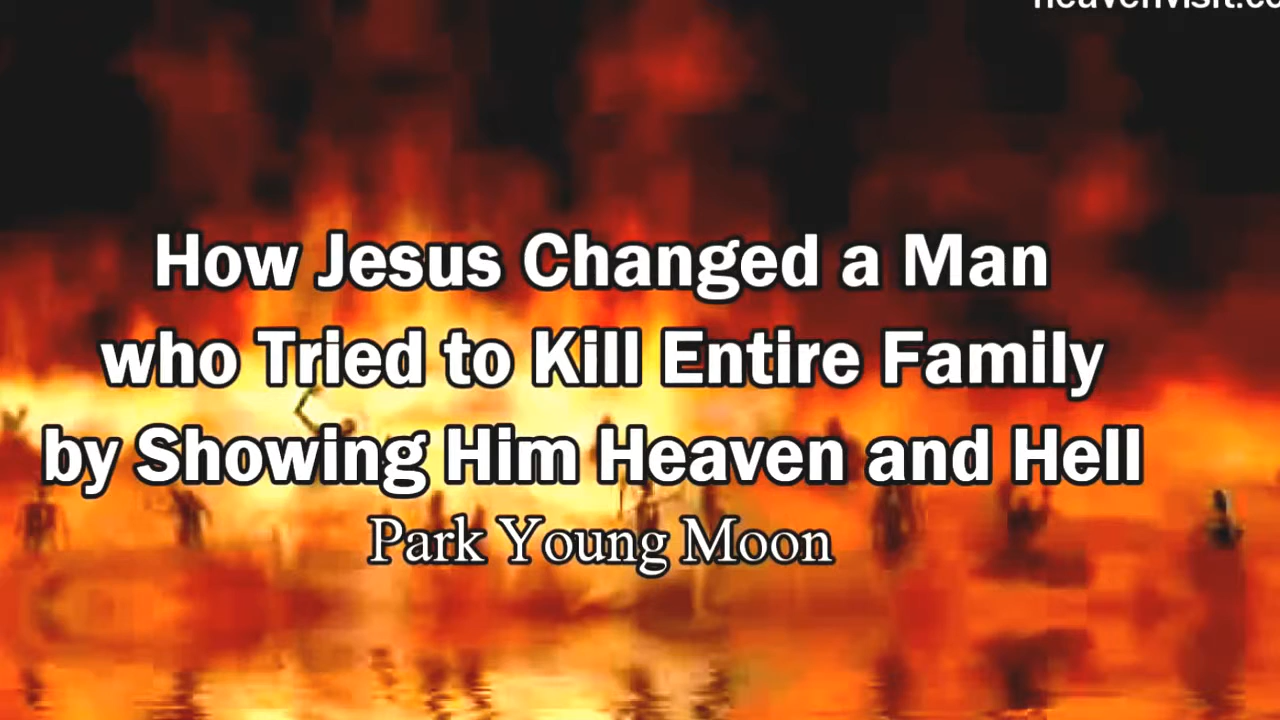 How Jesus Changed a Man
who Tried to Kill Entire Family
by Showing Him Heaven and Hell
Park Young Moon